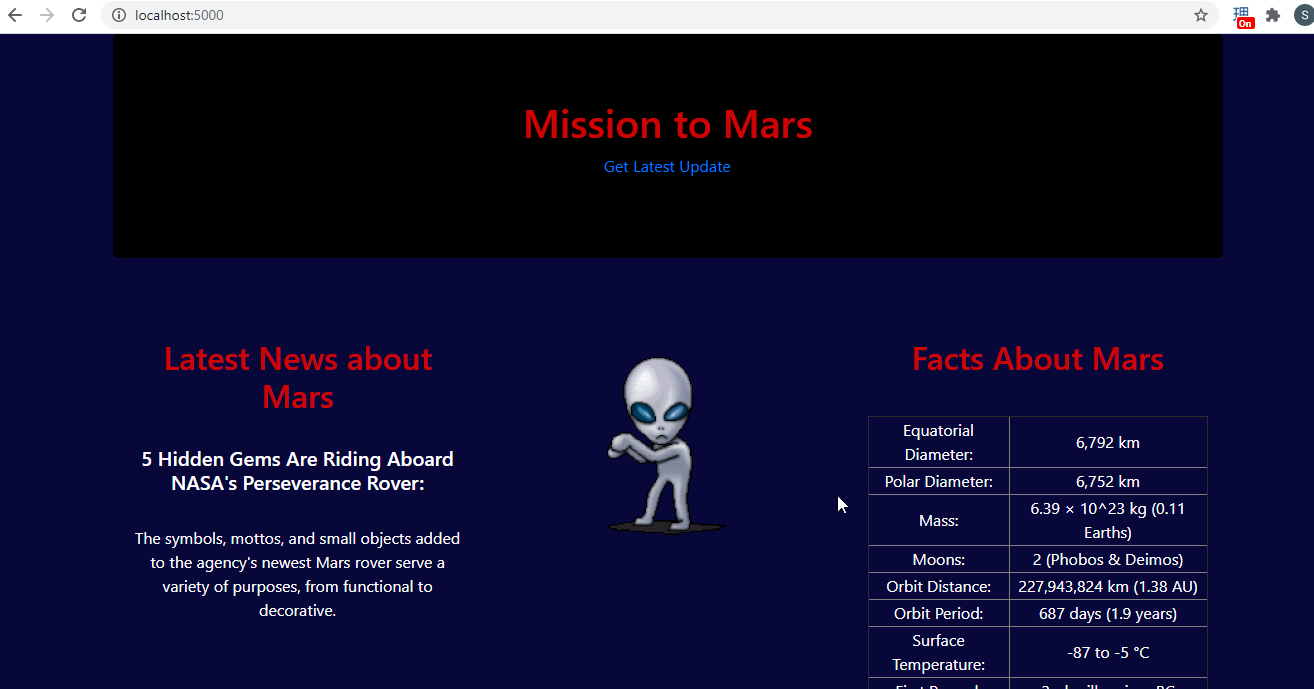 localhost:5000
On
S
Mission to Mars
Get Latest Update
Latest News about
Mars
5 Hidden Gems Are Riding Aboard
NASA's Perseverance Rover:
The symbols, mottos, and small objects added
to the agency's newest Mars rover serve a
variety of purposes, from functional to
decorative.
Facts About Mars
Equatorial
Diameter:
6,792 km
Polar Diameter:
6,752 km
Mass:
6.39 × 10^23 kg (0.11
Earths)
Moons:
2 (Phobos & Deimos)
Orbit Distance:
227,943,824 km (1.38 AU)
Orbit Period:
687 days (1.9 years)
Surface
Temperature:
-87 to -5 °C